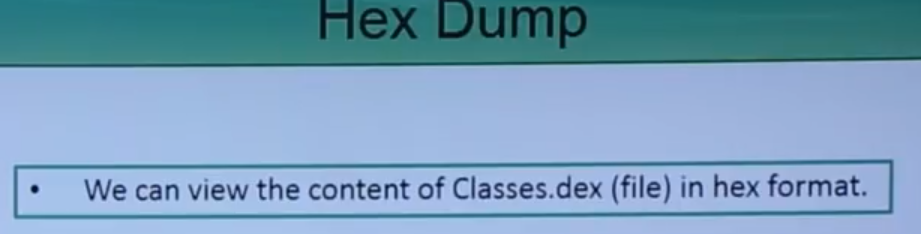 Hex Dump
• We can view the content of Classes.dex (file) in hex format.